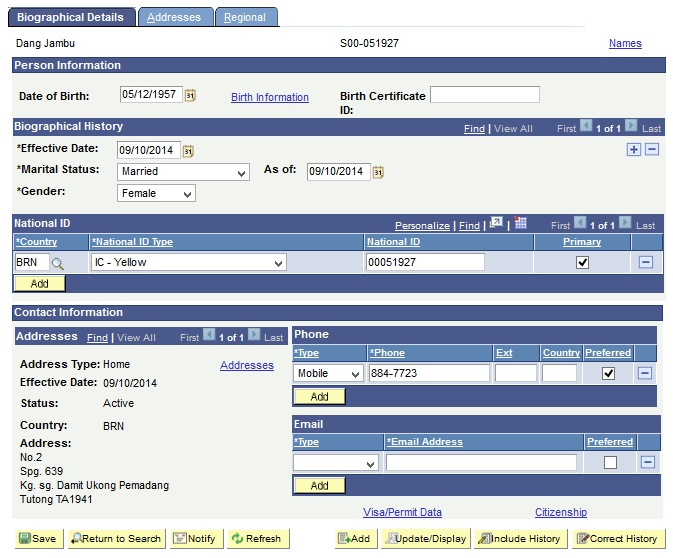 Biographical Details Addresses Regional
Dang Jambu S00-051927 Names
Person Information
Date of Birth: 05/12/1957 31 Birth Information Birth Certificate ID:
Biographical History Find | View All First 1 of 1 Last
*Effective Date: 09/10/2014 31
*Marital Status: Married As of: 09/10/2014 31
*Gender: Female
National ID Personalize | Find | | First 1 of 1 Last
*Country *National ID Type National ID Primary
BRN IC - Yellow 00051927
Add
Contact Information
Addresses Find | View All First 1 of 1 Last
Address Type: Home Addresses
Effective Date: 09/10/2014
Status: Active
Country: BRN
Address:
No.2
Spg. 639
Kg. sg. Damit Ukong Pemadang
Tutong TA1941
Phone
*Type *Phone Ext Country Preferred
Mobile 884-7723
Add
Email
*Type *Email Address Preferred
Add
Visa/Permit Data Citizenship
Save Return to Search Notify Refresh Add Update/Display Include History Correct History